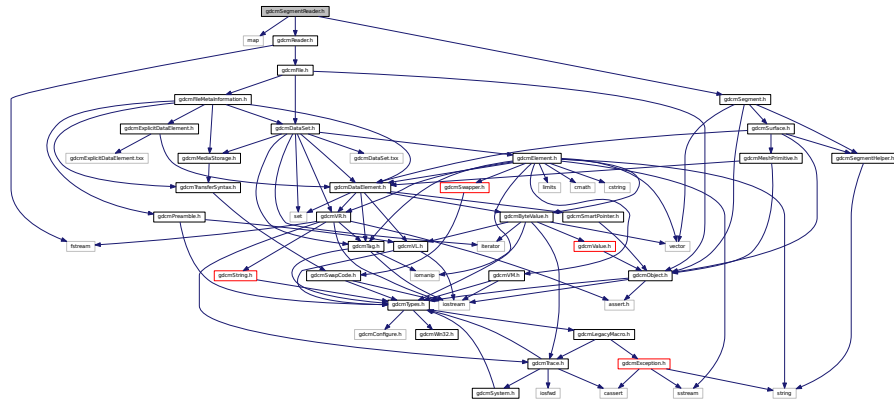 gdcmSegmentReader.h
map
gdcmReader.h
gdcmFile.h
gdcmFileMetaInformation.h
gdcmSegment.h
gdcmExplicitDataElement.h
gdcmDataSet.h
gdcmSurface.h
gdcmExplicitDataElement.txx
gdcmMediaStorage.h
gdcmDataSet.txx
gdcmElement.h
gdcmMeshPrimitive.h
gdcmSegmentHelper.h
gdcmTransferSyntax.h
gdcmDataElement.h
gdcmSwapper.h
limits
cmath
cstring
gdcmPreamble.h
set
gdcmVR.h
gdcmByteValue.h
gdcmSmartPointer.h
fstream
gdcmTag.h
gdcmVL.h
iterator
gdcmValue.h
vector
gdcmString.h
gdcmSwapCode.h
iomanip
gdcmVM.h
gdcmObject.h
gdcmTypes.h
iostream
assert.h
gdcmConfigure.h
gdcmWin32.h
gdcmLegacyMacro.h
gdcmTrace.h
gdcmException.h
gdcmSystem.h
iosfwd
cassert
sstream
string